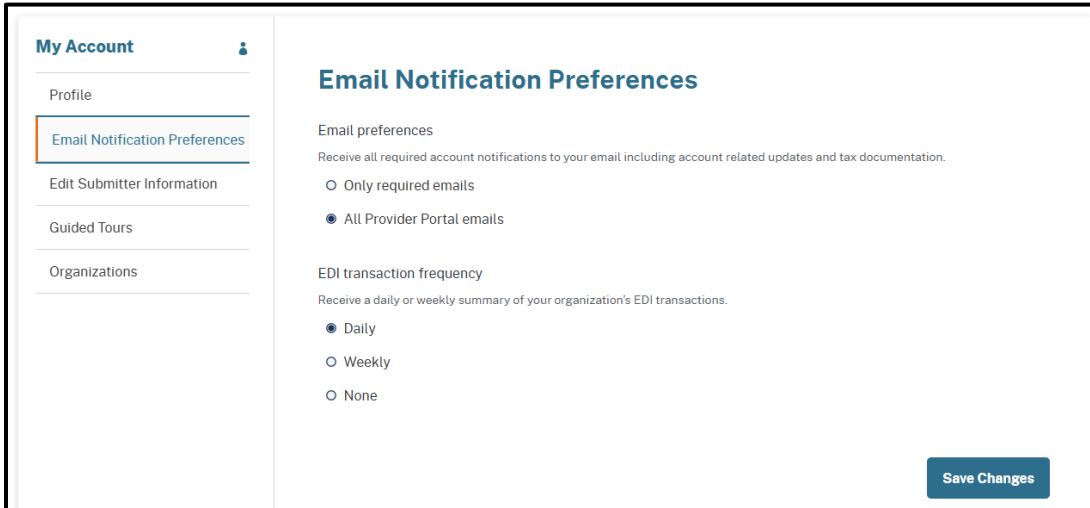 My Account
Profile
Email Notification Preferences
Edit Submitter Information
Guided Tours
Organizations
Email Notification Preferences
Email preferences
Receive all required account notifications to your email including account related updates and tax documentation.
Only required emails
All Provider Portal emails
EDI transaction frequency
Receive a daily or weekly summary of your organization's EDI transactions.
Daily
Weekly
None
Save Changes